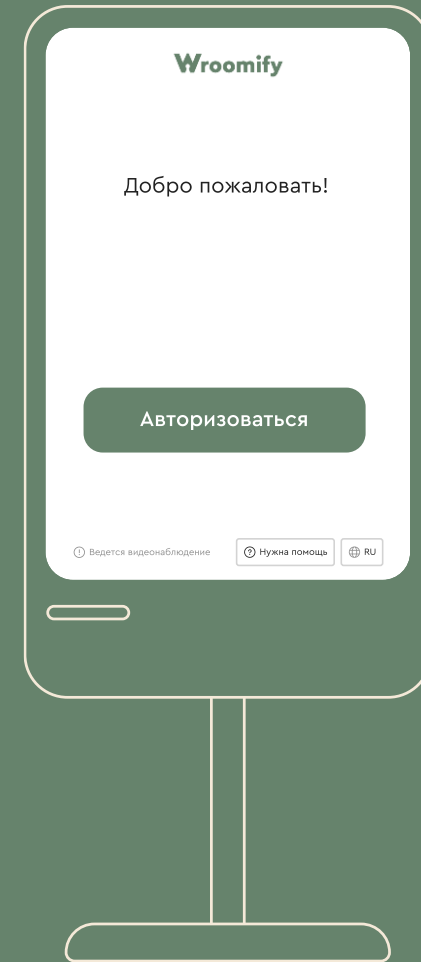 Wroomify
Добро пожаловать!
Авторизоваться
Ведется видеонаблюдение
Нужна помощь
RU